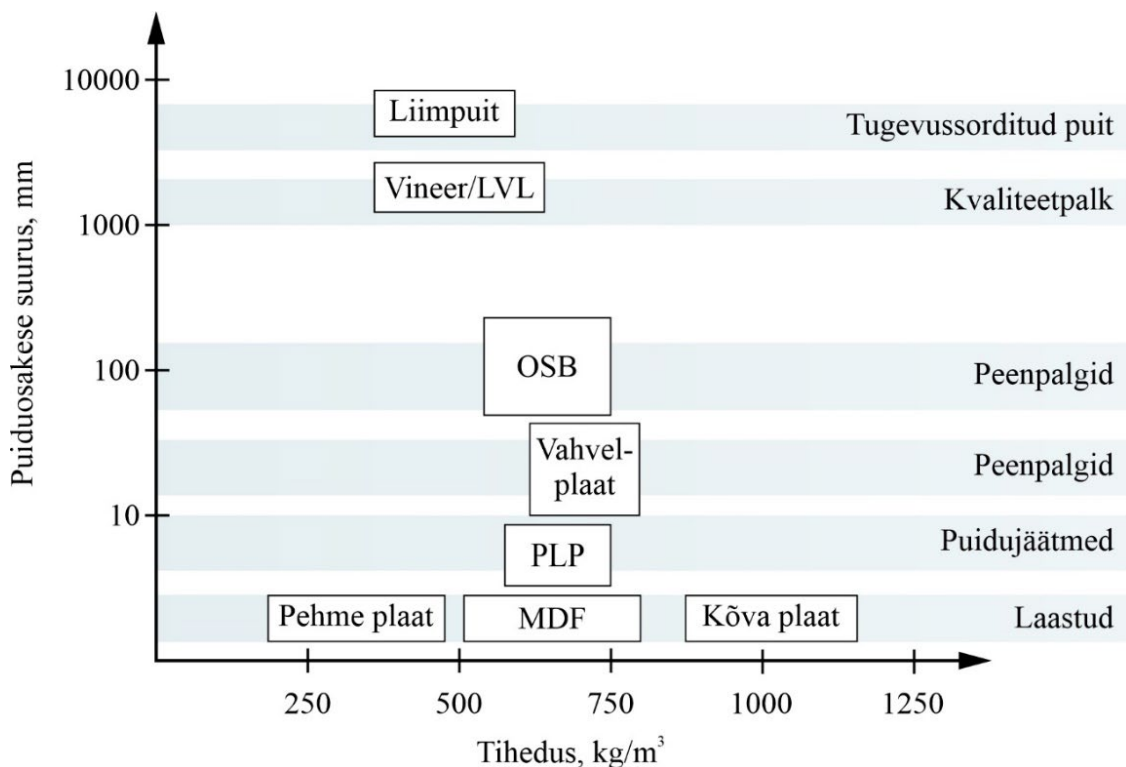 10000
Liimpuit
Tugevussorditud puit
Vineer/LVL
Kvaliteetpalk
1000
Puiduosakese suurus, mm
OSB
100
Peenpalgid
Vahvel-
plaat
Peenpalgid
10
PLP
Puidujäätmed
Pehme plaat
MDF
Kõva plaat
Laastud
250
500
750
1000
1250
Tihedus, kg/m³